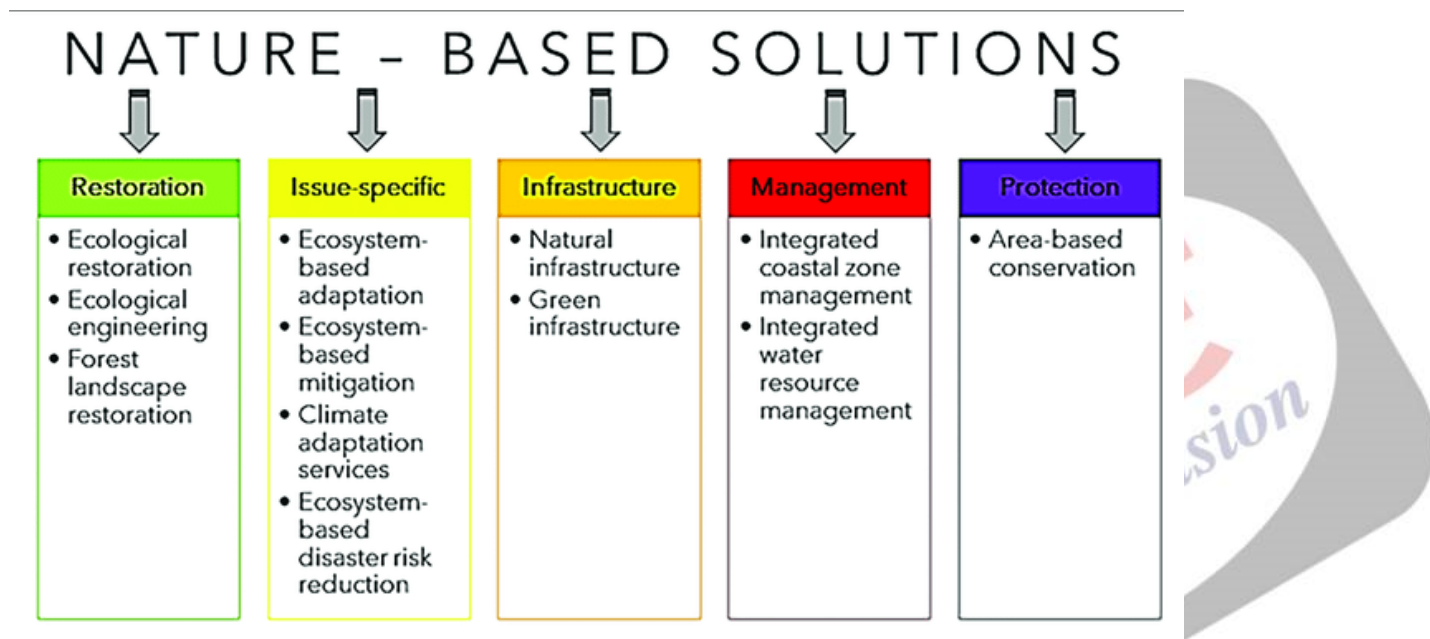 NATURE – BASED SOLUTIONS
Restoration
• Ecological
restoration
• Ecological
engineering
• Forest
landscape
restoration
Issue-specific
• Ecosystem-
based
adaptation
• Ecosystem-
based
mitigation
• Climate
adaptation
services
• Ecosystem-
based
disaster risk
reduction
Infrastructure
• Natural
infrastructure
• Green
infrastructure
Management
• Integrated
coastal zone
management
• Integrated
water
resource
management
Protection
• Area-based
conservation